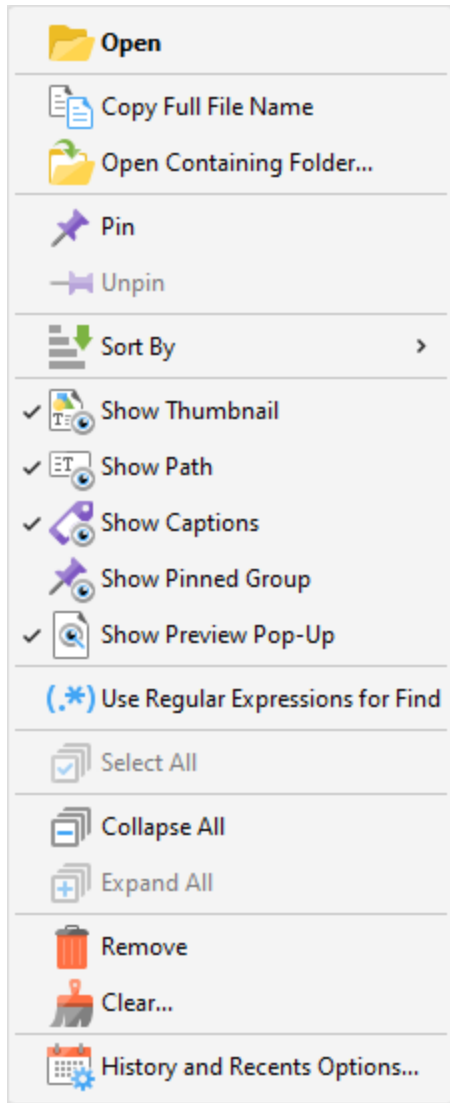 Open
Copy Full File Name
Open Containing Folder...
Pin
Unpin
Sort By
Show Thumbnail
Show Path
Show Captions
Show Pinned Group
Show Preview Pop-Up
(.*) Use Regular Expressions for Find
Select All
Collapse All
Expand All
Remove
Clear...
History and Recents Options...